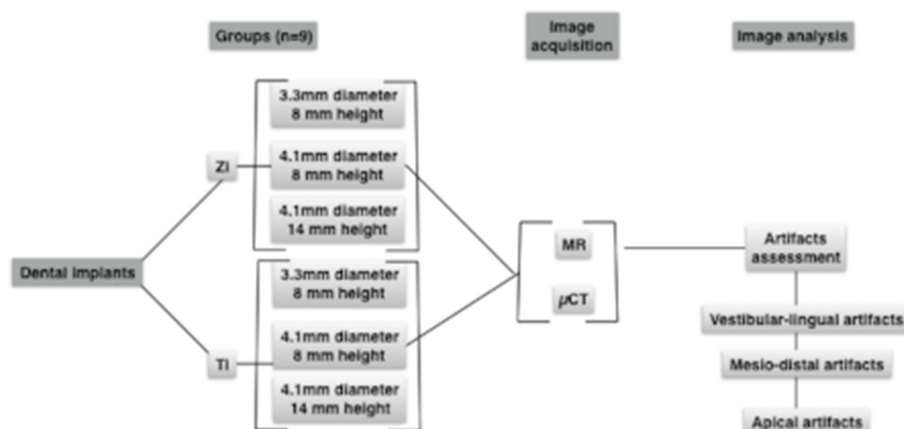 Groups (n=9)
Image
acquisition
Image analysis
Dental implants
Zi
3.3mm diameter
8 mm height
4.1mm diameter
8 mm height
4.1mm diameter
14 mm height
Ti
3.3mm diameter
8 mm height
4.1mm diameter
8 mm height
4.1mm diameter
14 mm height
MR
µCT
Artifacts
assessment
Vestibular-lingual artifacts
Mesio-distal artifacts
Apical artifacts